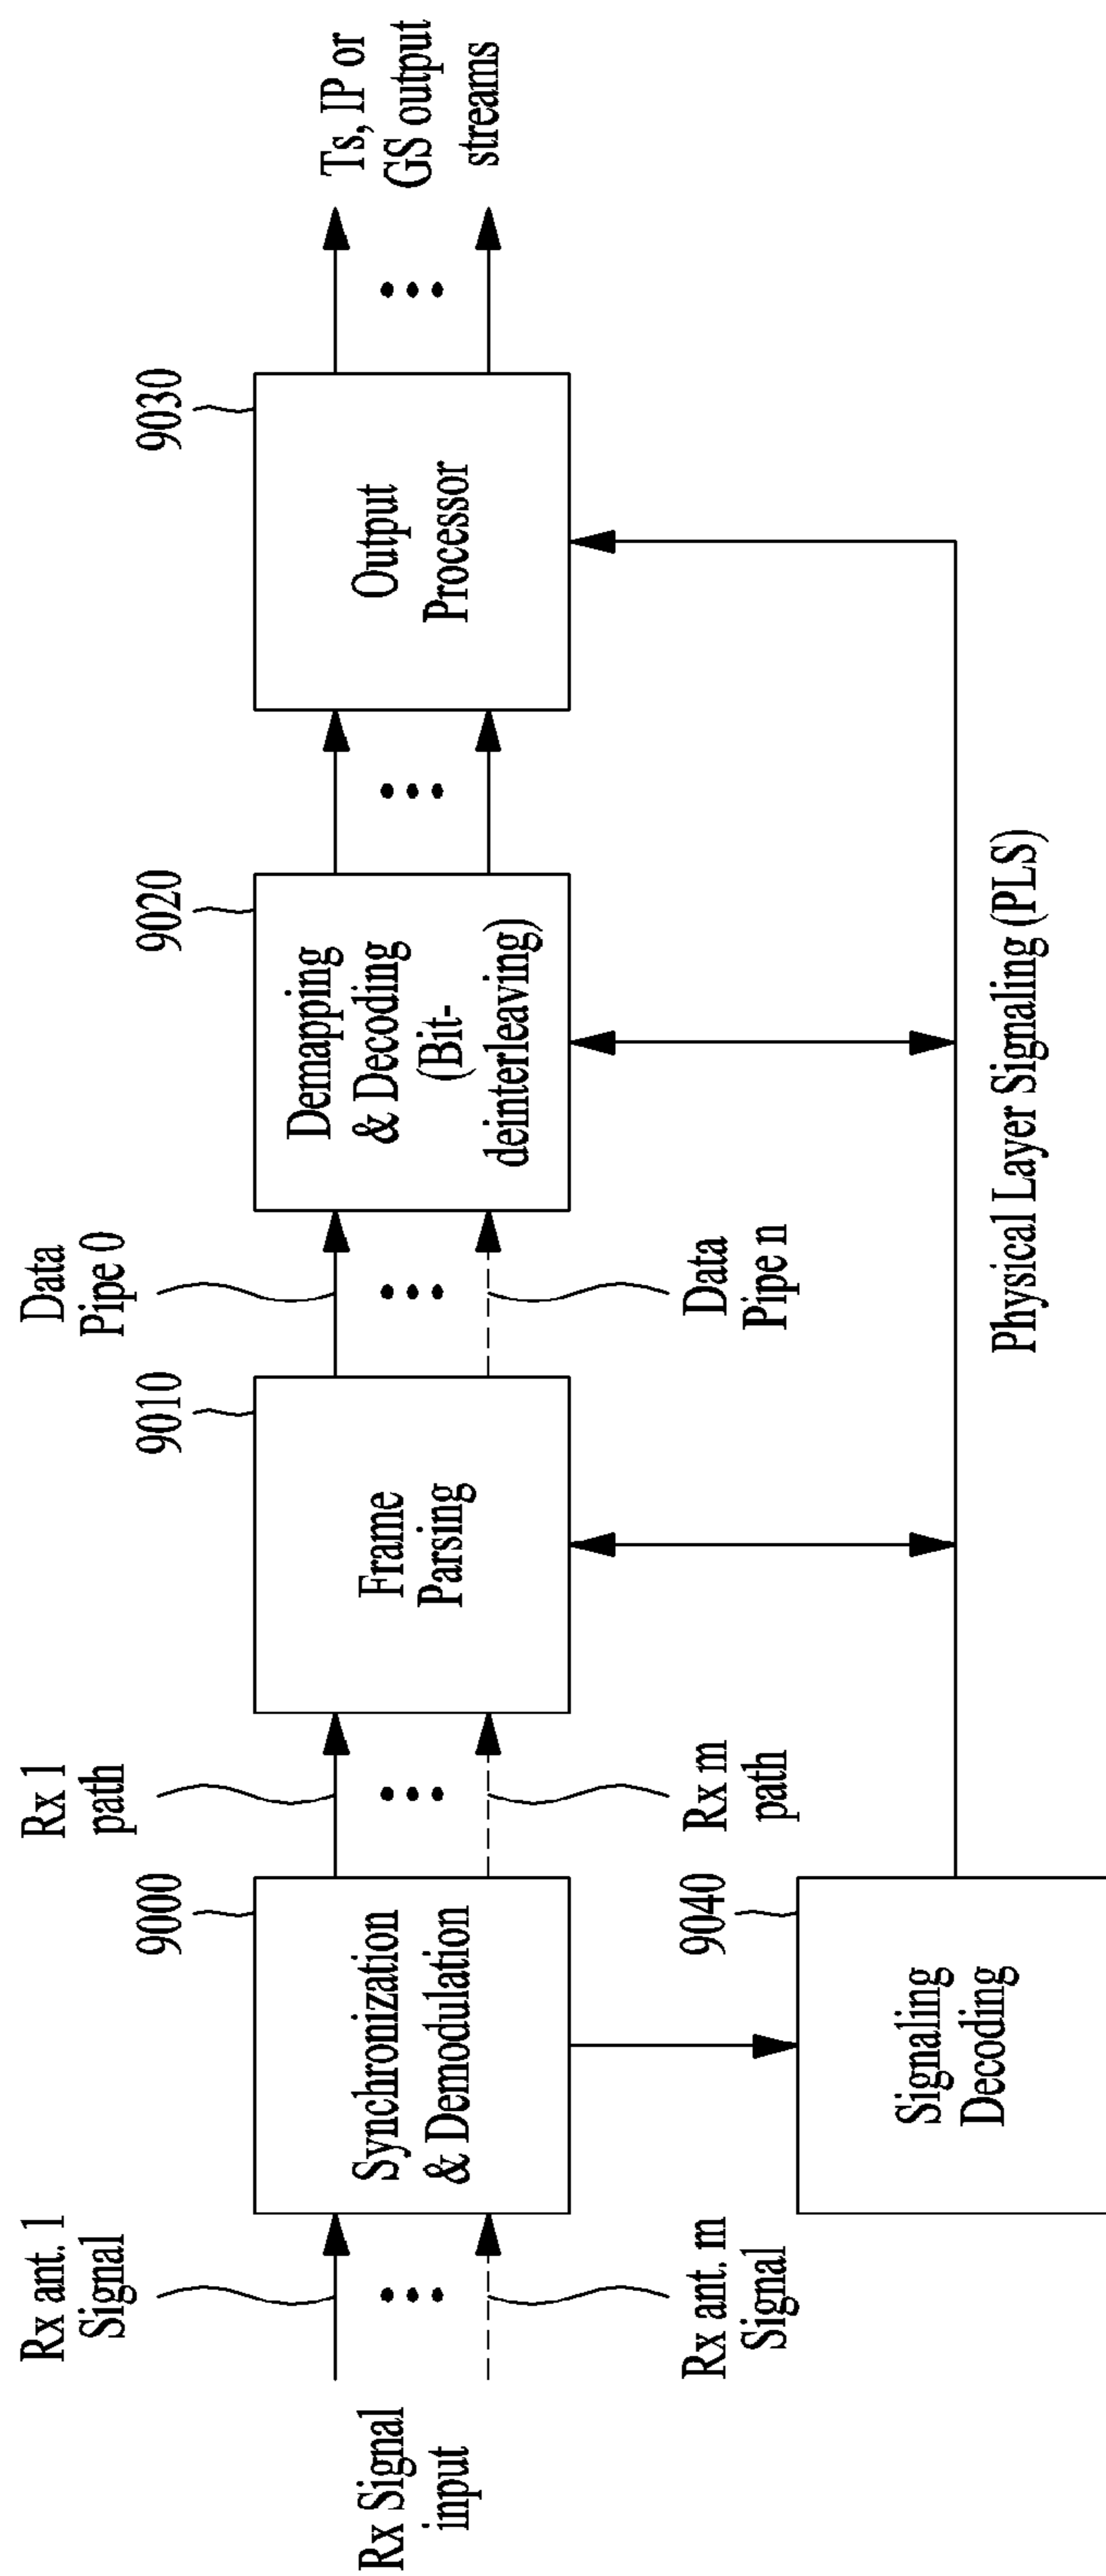 Rx Signal
input
Rx ant. 1
Signal
Rx ant. m
Signal
9000
Synchronization
& Demodulation
Rx 1
path
Rx m
path
9010
Frame
Parsing
Data
Pipe 0
Data
Pipe n
9020
Demapping
& Decoding
(Bit-
deinterleaving)
9030
Output
Processor
Ts, IP or
GS output
streams
9040
Signaling
Decoding
Physical Layer Signaling (PLS)